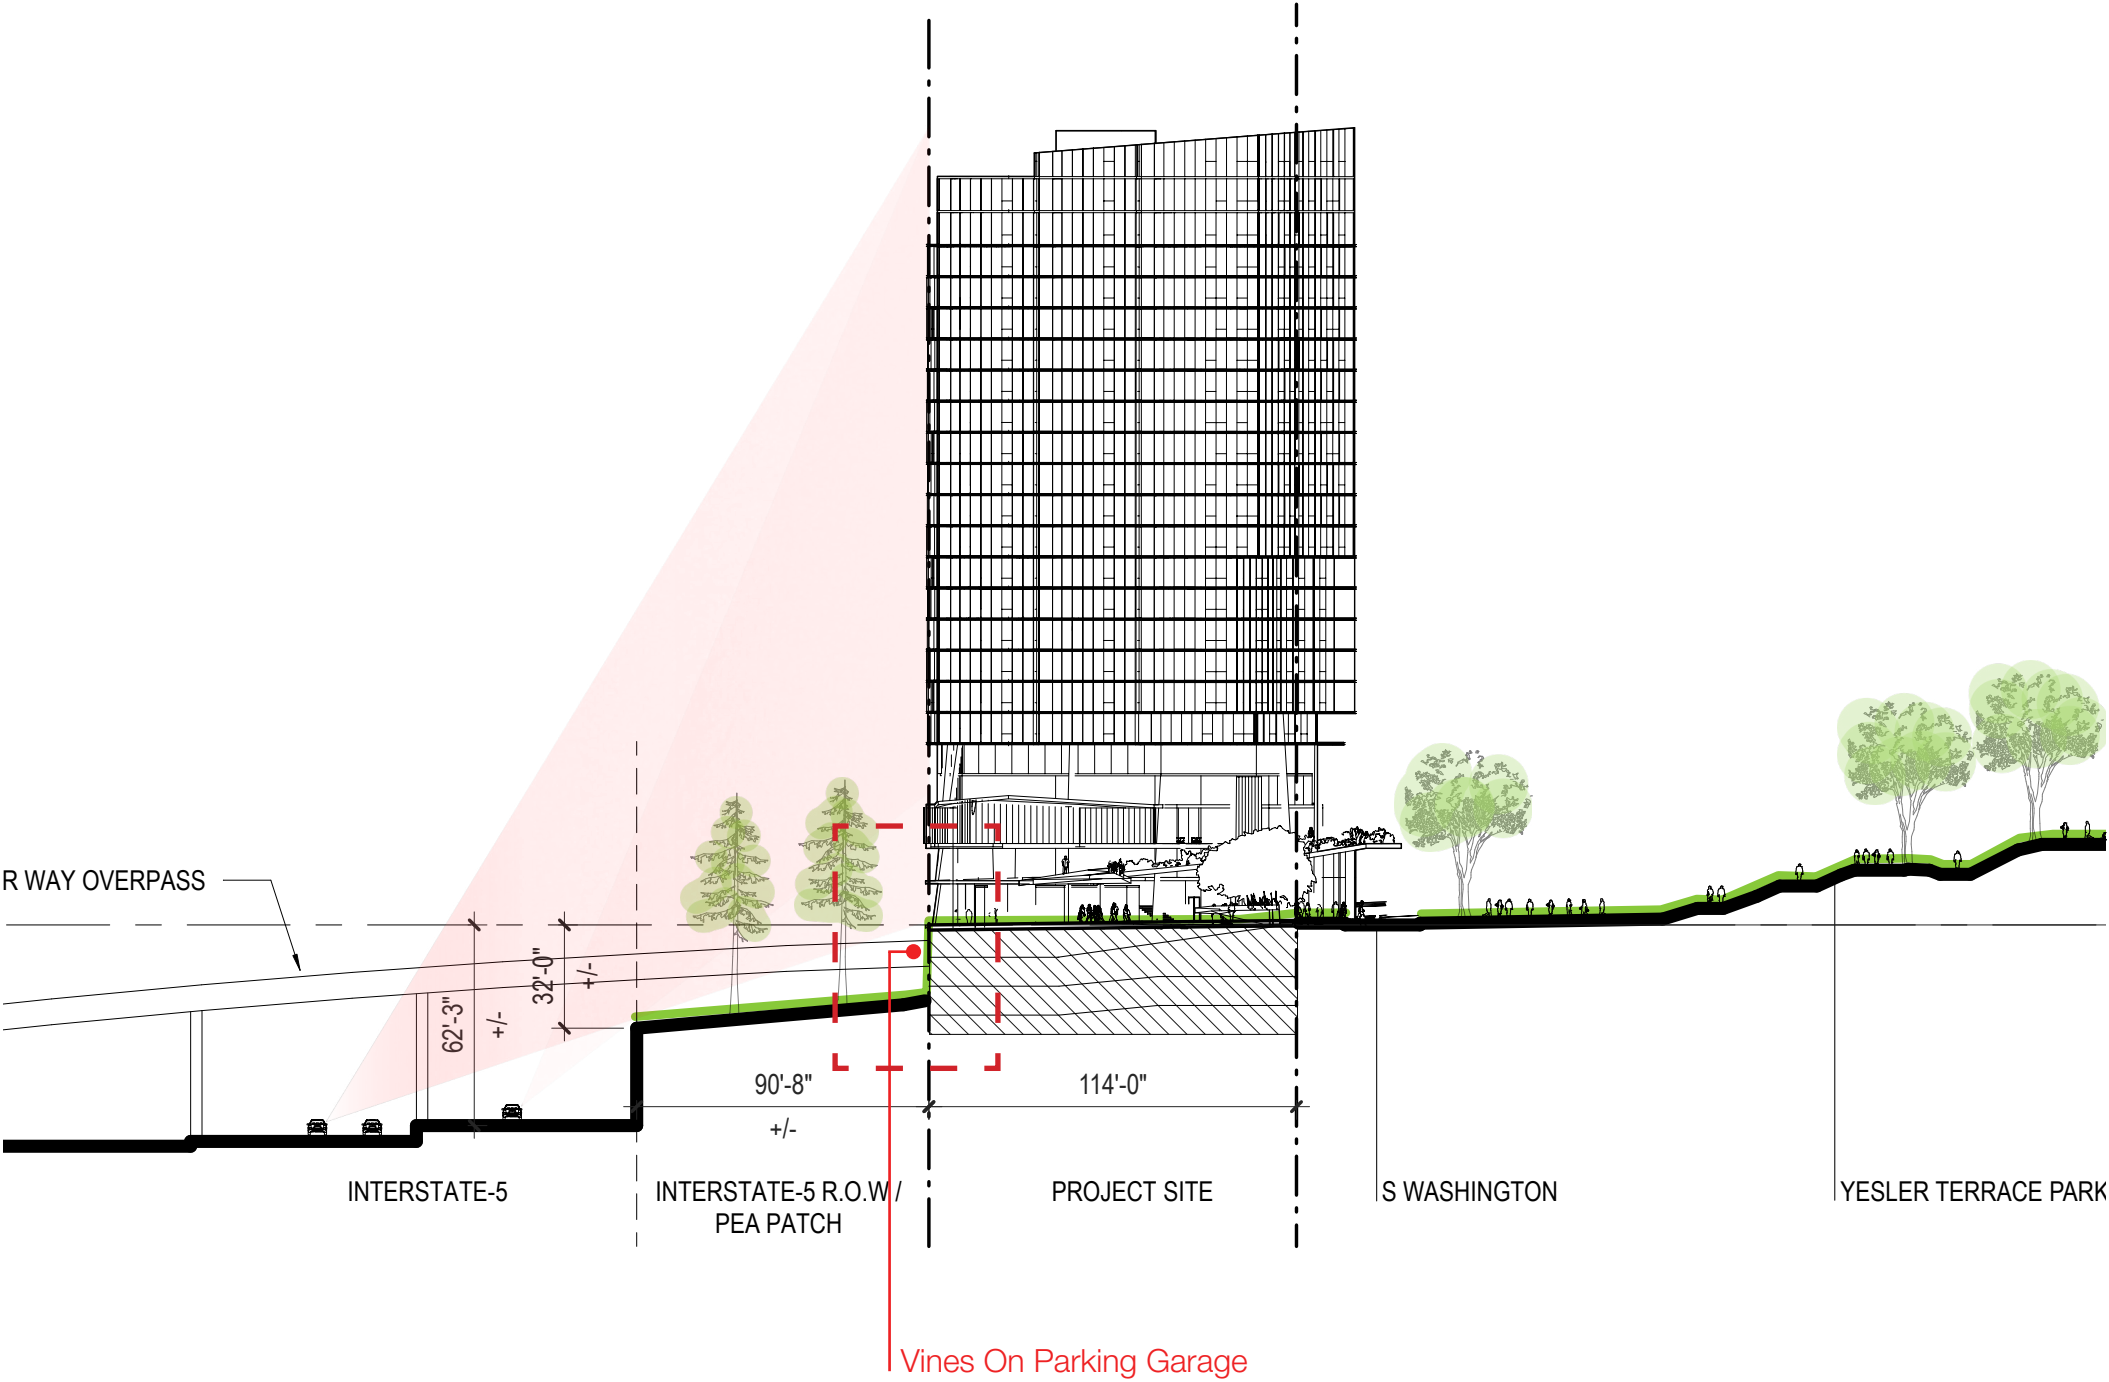 R WAY OVERPASS
62'-3"
+/-
32'-0"
+/-
90'-8"
+/-
114'-0"
INTERSTATE-5
INTERSTATE-5 R.O.W /
PEA PATCH
PROJECT SITE
S WASHINGTON
YESLER TERRACE PARK
Vines On Parking Garage